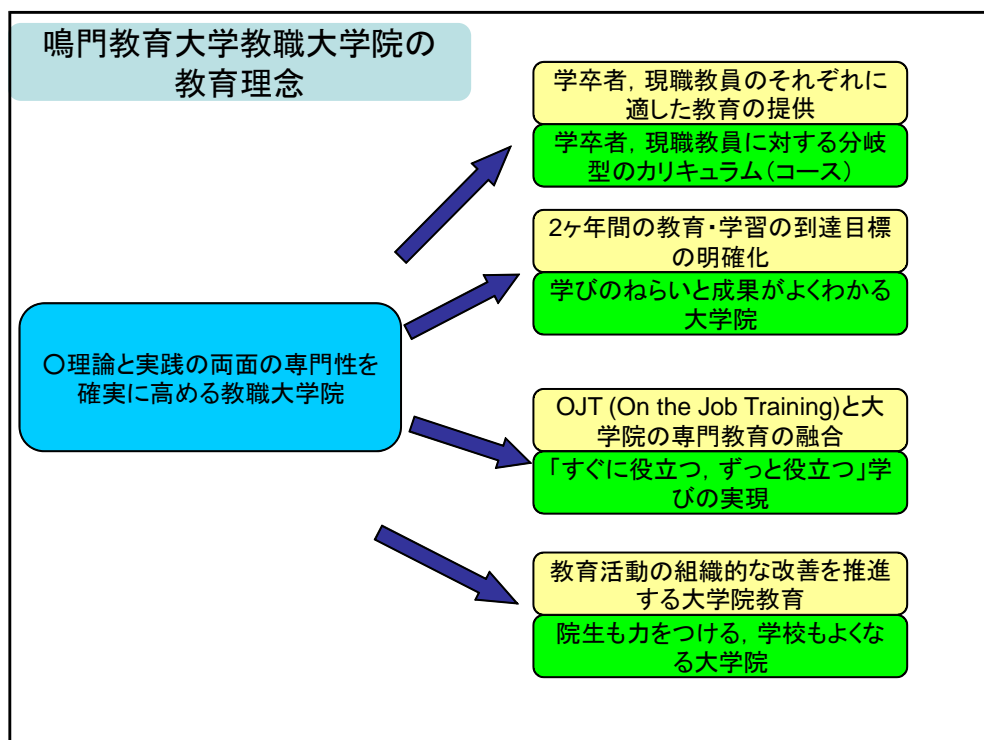 鳴門教育大学教職大学院の
教育理念
学卒者，現職教員のそれぞれに
適した教育の提供
学卒者，現職教員に対する分岐
型のカリキュラム（コース）
2ヶ年間の教育・学習の到達目標
の明確化
学びのねらいと成果がよくわかる
大学院
〇理論と実践の両面の専門性を
確実に高める教職大学院
OJT (On the Job Training)と大
学院の専門教育の融合
「すぐに役立つ，ずっと役立つ」学
びの実現
教育活動の組織的な改善を推進
する大学院教育
院生も力をつける，学校もよくな
る大学院